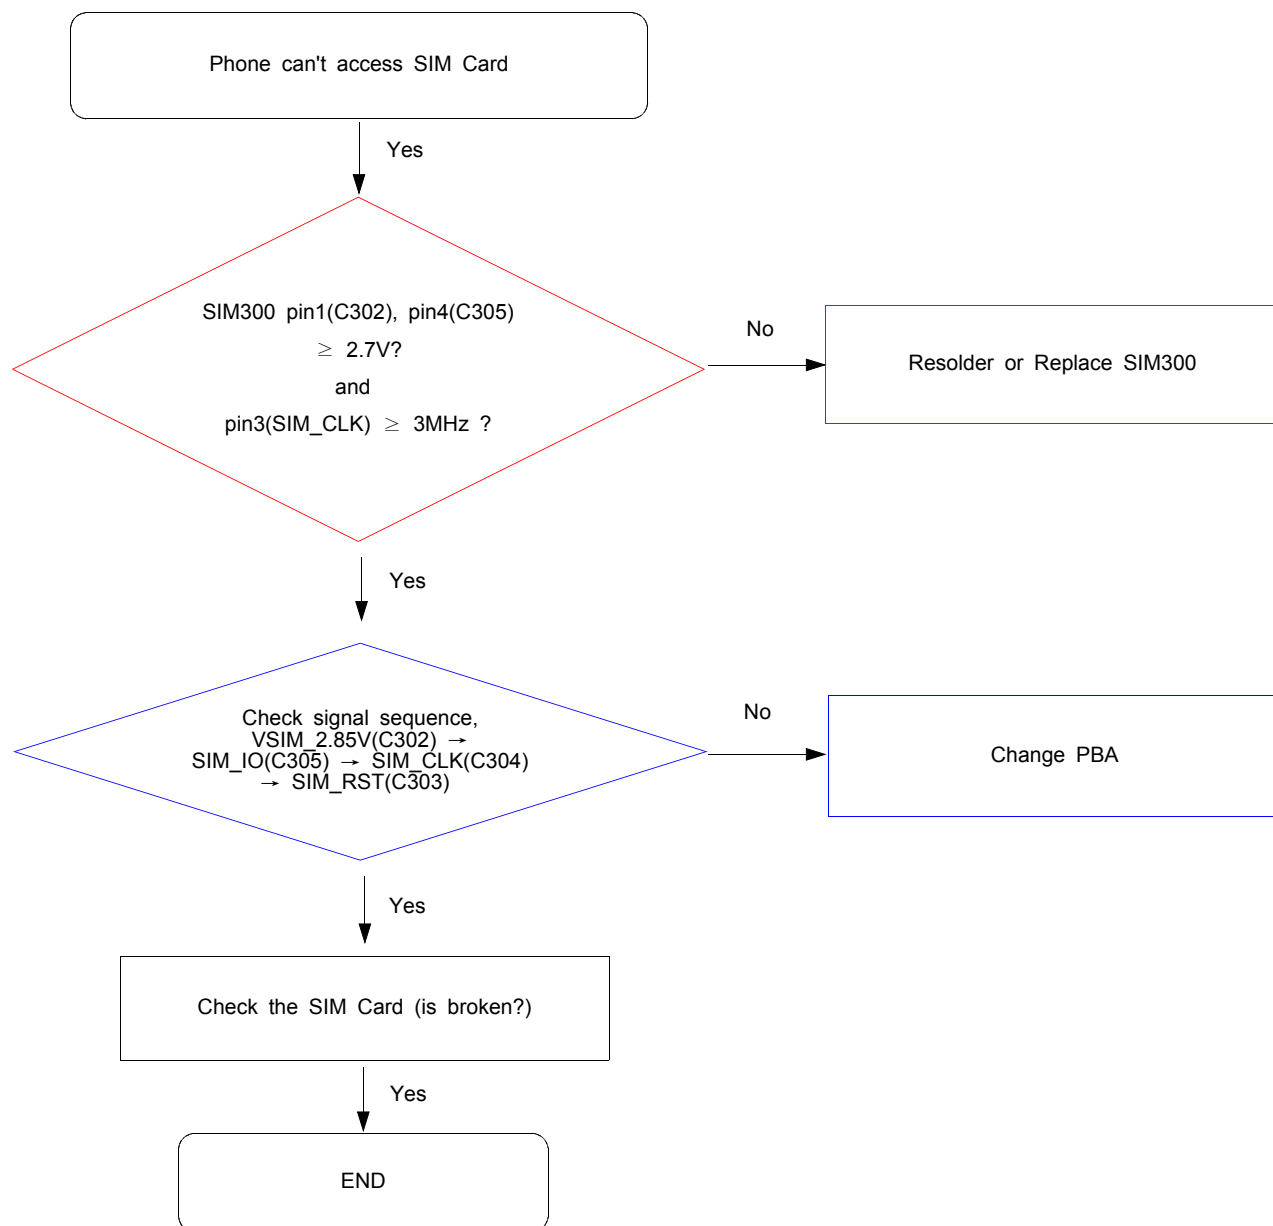 Phone can't access SIM Card
Yes
SIM300 pin1(C302), pin4(C305)
≥ 2.7V?
and
pin3(SIM_CLK) ≥ 3MHz ?
No
Resolder or Replace SIM300
Yes
Check signal sequence,
VSIM_2.85V(C302) →
SIM_IO(C305) → SIM_CLK(C304)
→ SIM_RST(C303)
No
Change PBA
Yes
Check the SIM Card (is broken?)
Yes
END